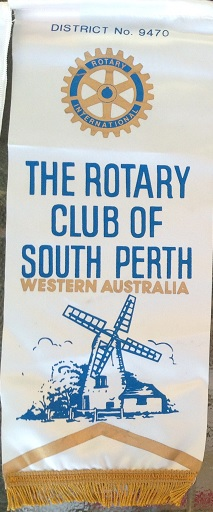 DISTRICT No. 9470
ROTARY
INTERNATIONAL
THE ROTARY
CLUB OF
SOUTH PERTH
WESTERN AUSTRALIA